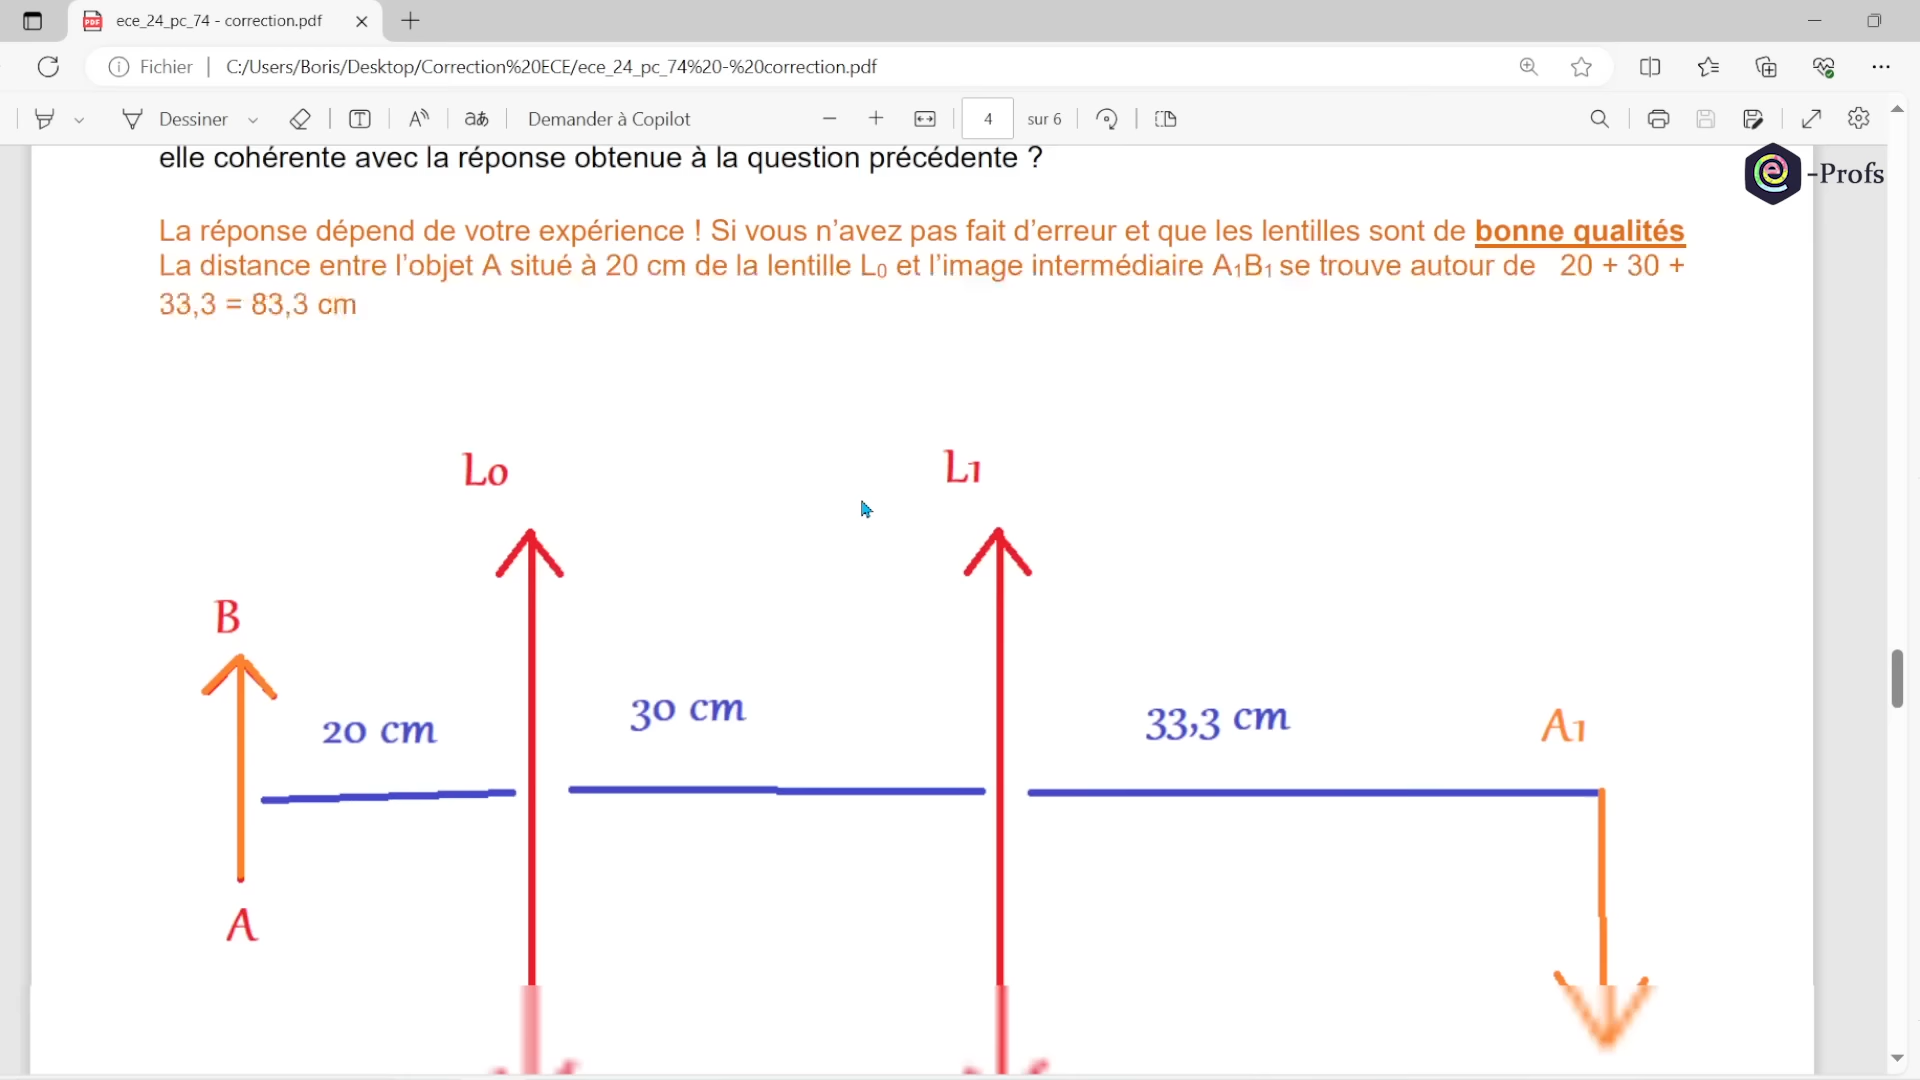 ece_24_pc_74 - correction.pdf
Fichier | C:/Users/Boris/Desktop/Correction%20ECE/ece_24_pc_74%20-%20correction.pdf
Dessiner
Demander à Copilot
4 sur 6
elle cohérente avec la réponse obtenue à la question précédente ?
e -Profs
La réponse dépend de votre expérience ! Si vous n'avez pas fait d'erreur et que les lentilles sont de bonne qualités
La distance entre l'objet A situé à 20 cm de la lentille L₀ et l'image intermédiaire A₁B₁ se trouve autour de 20 + 30 +
33,3 = 83,3 cm
L0
L1
B
20 cm
30 cm
33,3 cm
A1
A